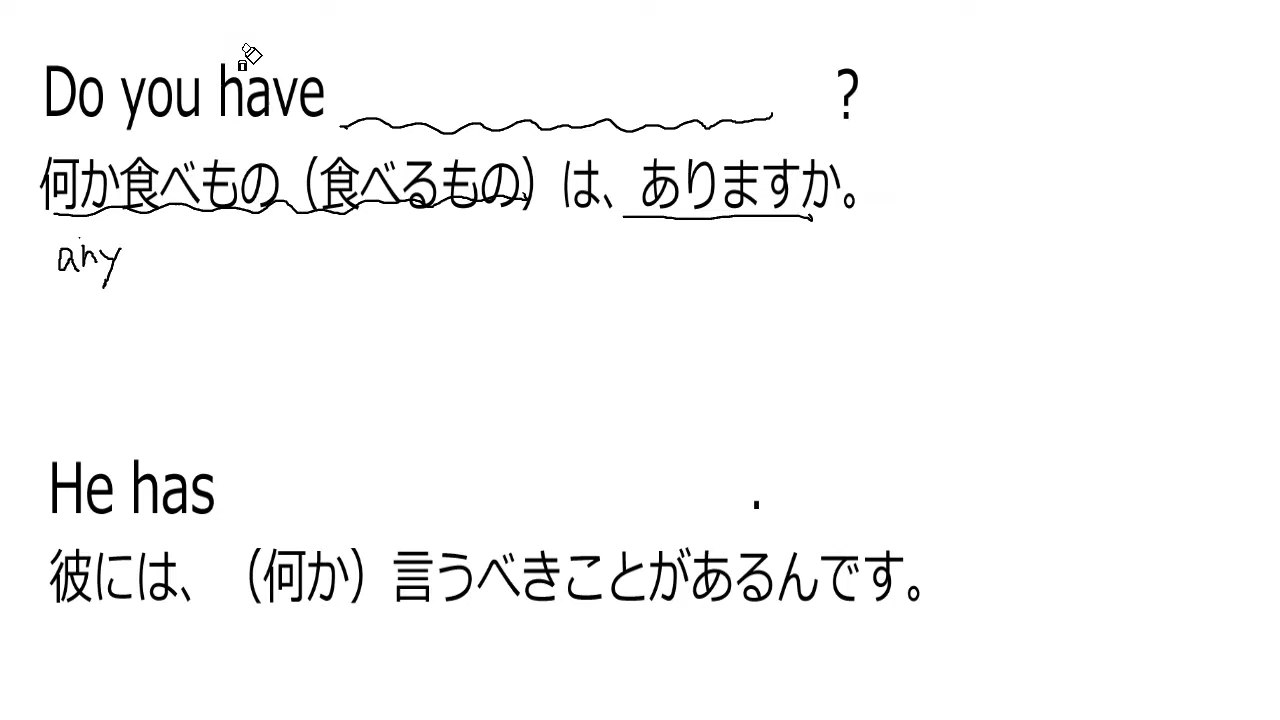 Do you have ?
何か食べもの（食べるもの）は、ありますか。
any
He has .
彼には、（何か）言うべきことがあるんです。